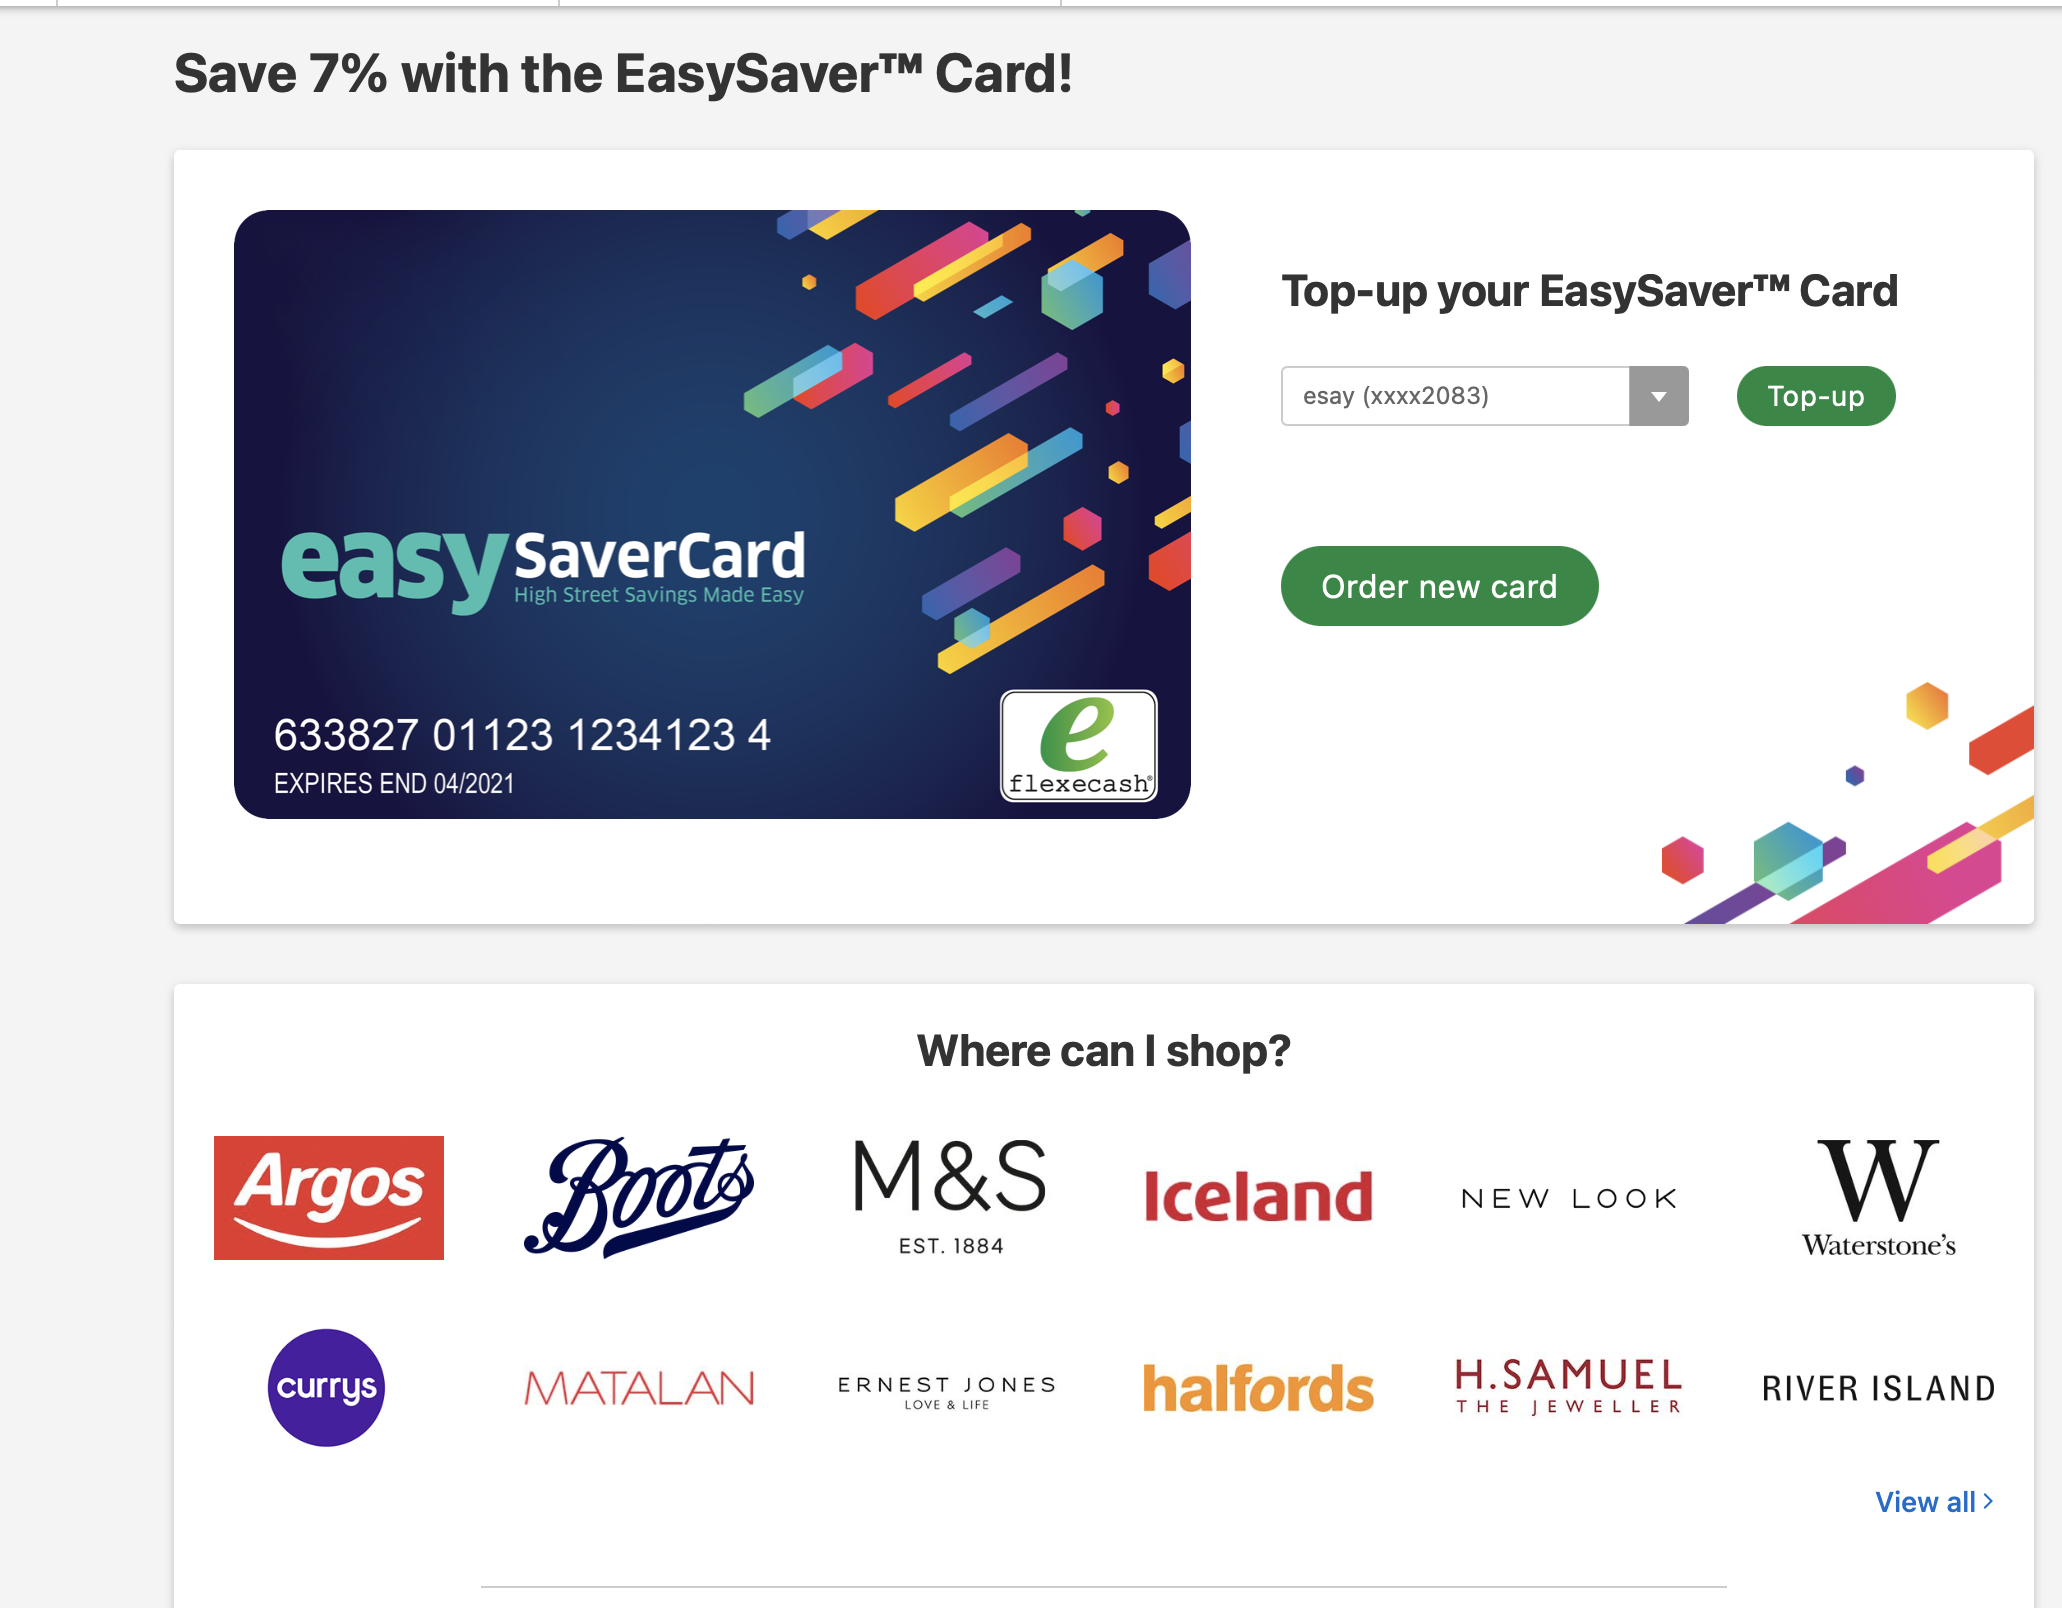 Save 7% with the EasySaver™ Card!
easy SaverCard
High Street Savings Made Easy
633827 01123 1234123 4
EXPIRES END 04/2021
e
flexecash®
Top-up your EasySaver™ Card
esay (xxxx2083)
Top-up
Order new card
Where can I shop?
Argos
Boots
M&S
EST. 1884
Iceland
NEW LOOK
W
Waterstone's
currys
MATALAN
ERNEST JONES
LOVE & LIFE
halfords
H.SAMUEL
THE JEWELLER
RIVER ISLAND
View all >